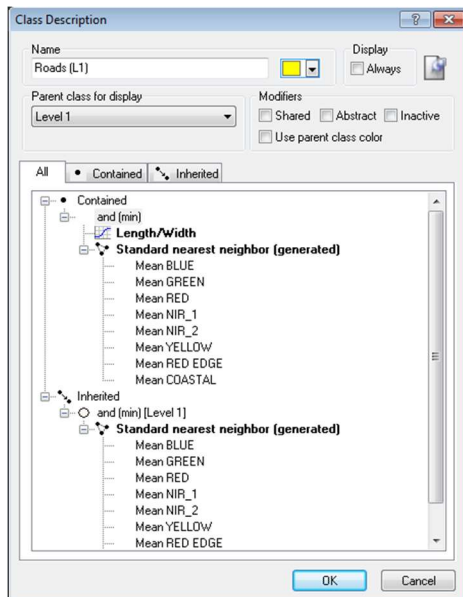 Class Description
Name
Display
Roads (L1)
Always
Parent class for display
Modifiers
Level 1
Shared
Abstract
Inactive
Use parent class color
All
Contained
Inherited
Contained
and (min)
Length/Width
Standard nearest neighbor (generated)
Mean BLUE
Mean GREEN
Mean RED
Mean NIR_1
Mean NIR_2
Mean YELLOW
Mean RED EDGE
Mean COASTAL
Inherited
and (min) [Level 1]
Standard nearest neighbor (generated)
Mean BLUE
Mean GREEN
Mean RED
Mean NIR_1
Mean NIR_2
Mean YELLOW
Mean RED EDGE
OK
Cancel